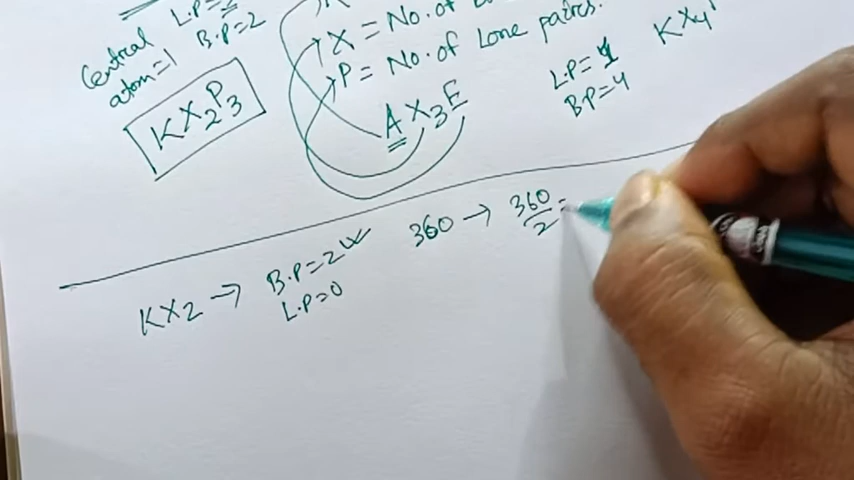 L.P=2
Central B.P=2
atom=1
KX2P3
X = No. of
P = No. of Lone pairs.
AX3E
L.P=1
B.P=4
KX4
KX2 → B.P=2
L.P=0
360 → 360/2 =